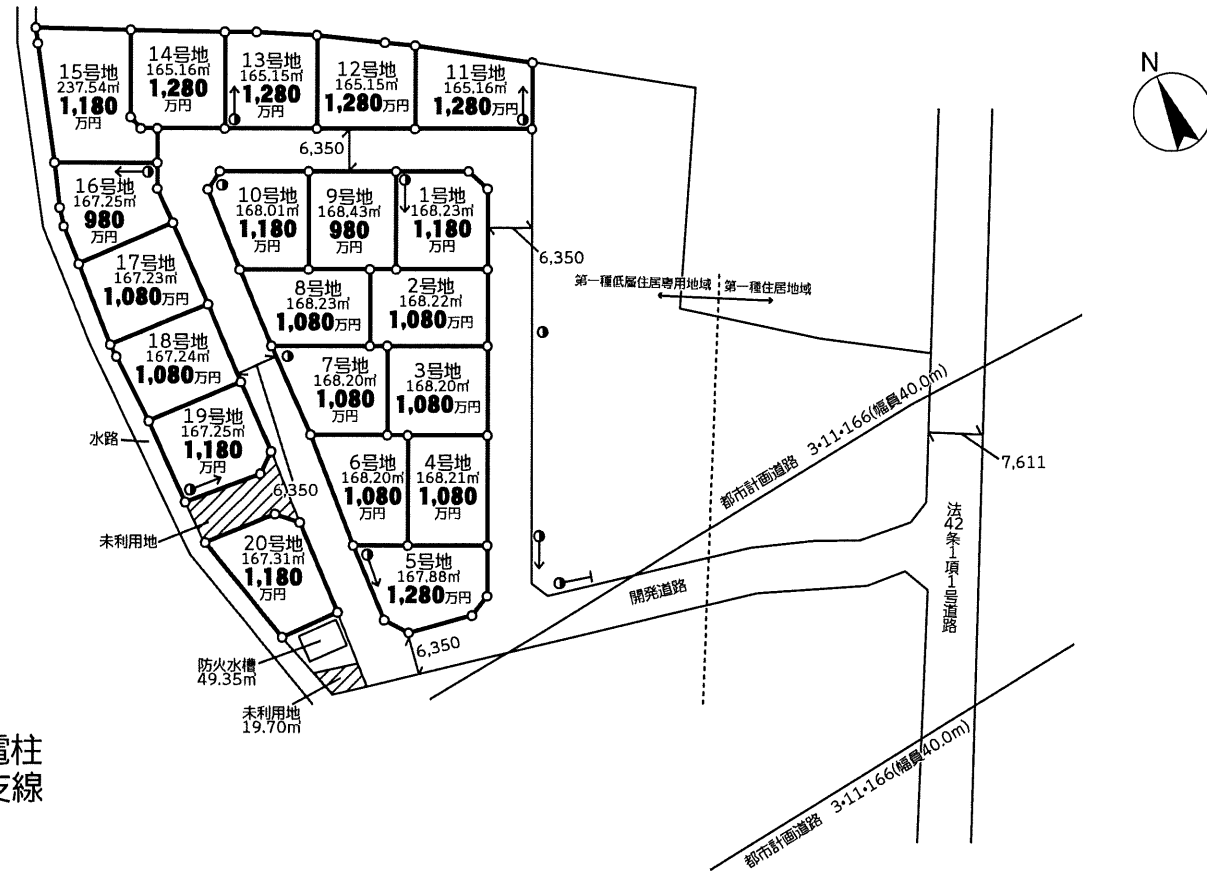 N
15号地
237.54㎡
1,180
万円
14号地
165.16㎡
1,280
万円
13号地
165.15㎡
1,280
万円
12号地
165.15㎡
1,280
万円
11号地
165.16㎡
1,280
万円
6,350
16号地
167.25㎡
980
万円
10号地
168.01㎡
1,180
万円
9号地
168.43㎡
980
万円
1号地
168.23㎡
1,180
万円
6,350
17号地
167.23㎡
1,080万円
8号地
168.23㎡
1,080万円
2号地
168.22㎡
1,080万円
第一種低層住居専用地域
第一種住居地域
18号地
167.24㎡
1,080万円
7号地
168.20㎡
1,080
万円
3号地
168.20㎡
1,080万円
19号地
167.25㎡
1,180
万円
水路
6号地
168.20㎡
1,080
万円
4号地
168.21㎡
1,080
万円
6,350
未利用地
20号地
167.31㎡
1,180
万円
5号地
167.88㎡
1,280万円
6,350
防火水槽
49.35㎡
未利用地
19.70㎡
都市計画道路 3・11・166(幅員40.0m)
7,611
法42条1項1号道路
開発道路
都市計画道路 3・11・166(幅員40.0m)
電柱
支線